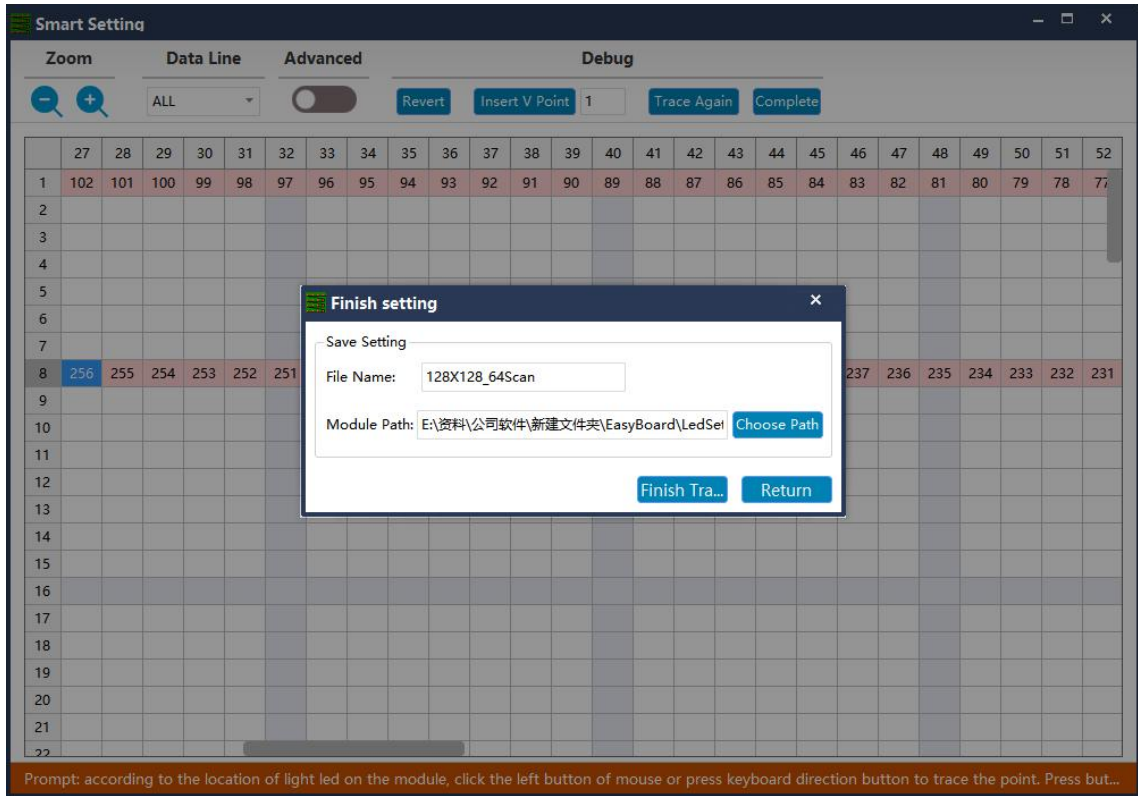 Smart Setting
Zoom Data Line Advanced Debug
ALL Revert Insert V Point 1 Trace Again Complete
27 28 29 30 31 32 33 34 35 36 37 38 39 40 41 42 43 44 45 46 47 48 49 50 51 52
1 102 101 100 99 98 97 96 95 94 93 92 91 90 89 88 87 86 85 84 83 82 81 80 79 78 77
2
3
4
5
6
7
8 256 255 254 253 252 251 237 236 235 234 233 232 231
9
10
11
12
13
14
15
16
17
18
19
20
21
22
Finish setting
Save Setting
File Name: 128X128_64Scan
Module Path: E:\资料\公司软件\新建文件夹\EasyBoard\LedSet Choose Path
Finish Tra... Return
Prompt: according to the location of light led on the module, click the left button of mouse or press keyboard direction button to trace the point. Press but...